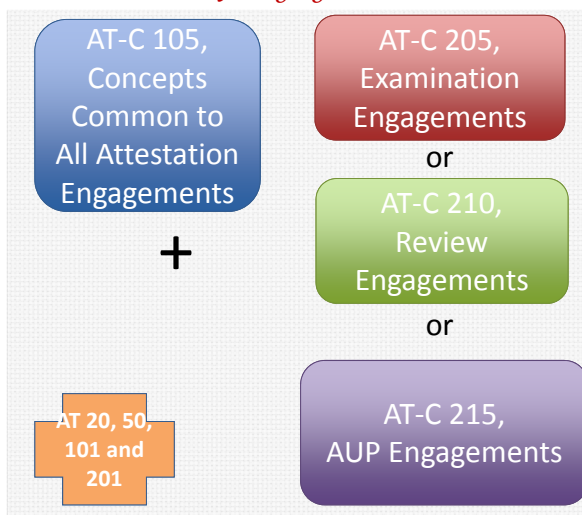 AT-C 105,
Concepts
Common to
All Attestation
Engagements
+
AT 20, 50,
101 and
201
AT-C 205,
Examination
Engagements
or
AT-C 210,
Review
Engagements
or
AT-C 215,
AUP Engagements